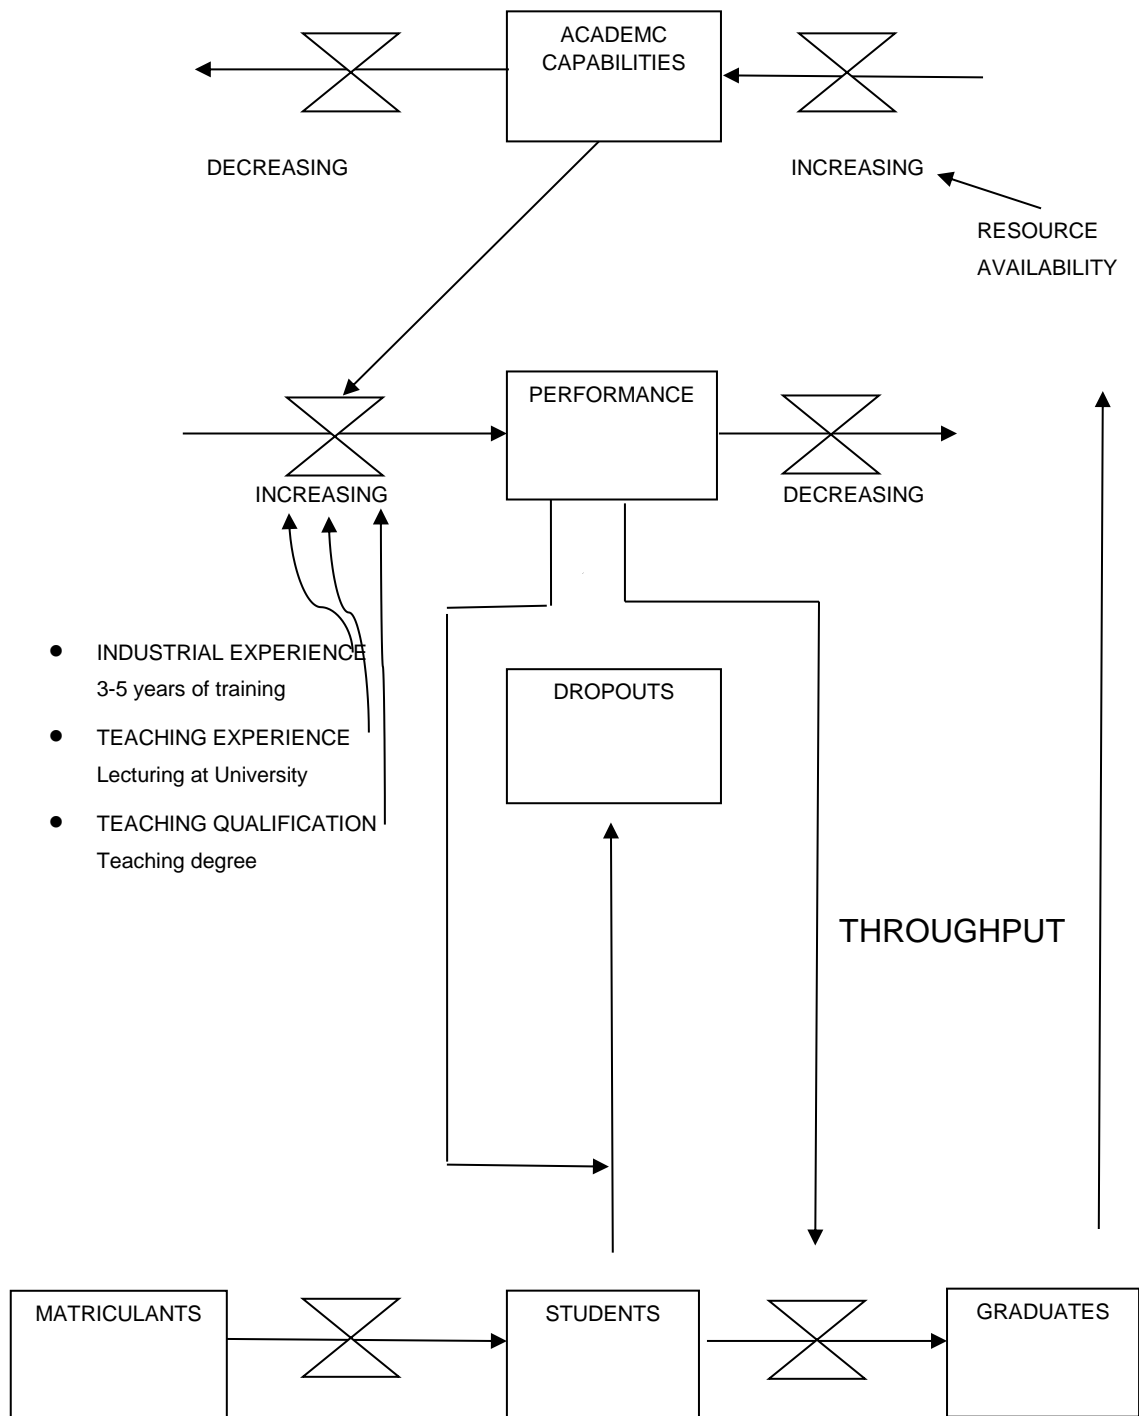 ACADEMC
CAPABILITIES
DECREASING
INCREASING
RESOURCE
AVAILABILITY
PERFORMANCE
INCREASING
DECREASING
INDUSTRIAL EXPERIENCE
3-5 years of training
TEACHING EXPERIENCE
Lecturing at University
TEACHING QUALIFICATION
Teaching degree
DROPOUTS
THROUGHPUT
MATRICULANTS
STUDENTS
GRADUATES